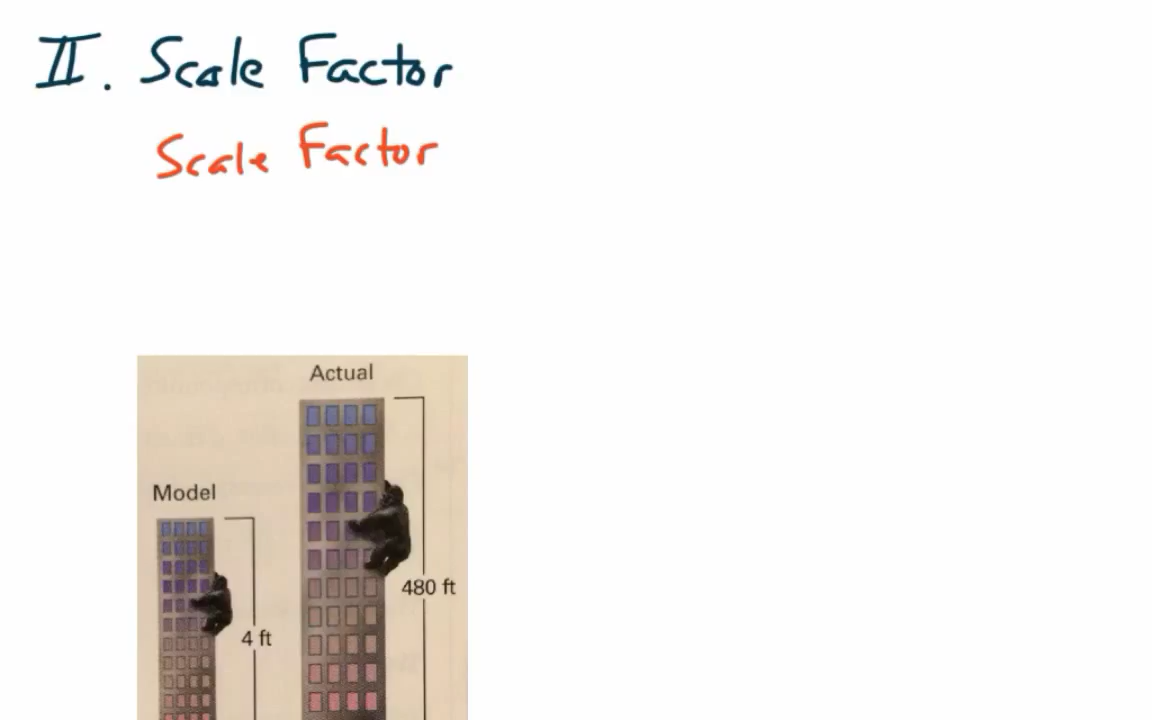 II. Scale Factor
Scale Factor
Actual
Model
480 ft
4 ft